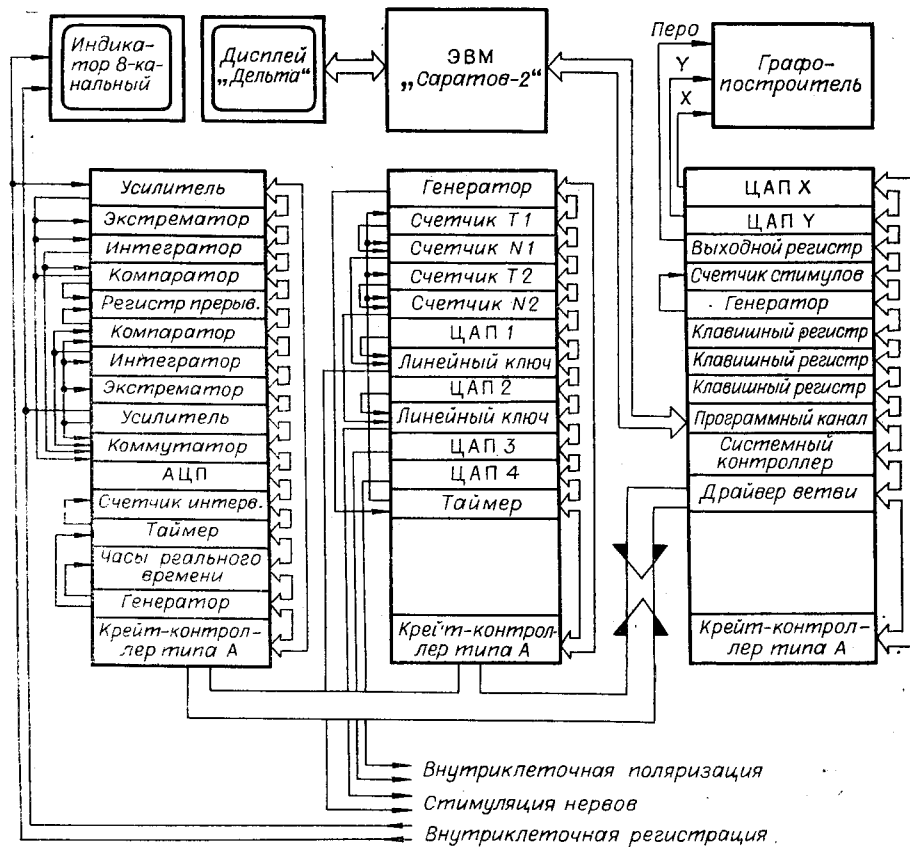 Индика-
тор 8-ка-
нальный
Дисплей
„Дельта“
ЭВМ
„Саратов-2“
Перо
Y
X
Графо-
построитель
Усилитель
Экстрематор
Интегратор
Компаратор
Регистр прерыв.
Компаратор
Интегратор
Экстрематор
Усилитель
Коммутатор
АЦП
Счетчик интерв.
Таймер
Часы реального
времени
Генератор
Крейт-контрол-
лер типа А
Генератор
Счетчик Т1
Счетчик N1
Счетчик Т2
Счетчик N2
ЦАП 1
Линейный ключ
ЦАП 2
Линейный ключ
ЦАП 3
ЦАП 4
Таймер
Крейт-контрол-
лер типа А
ЦАП X
ЦАП Y
Выходной регистр
Счетчик стимулов
Генератор
Клавишный регистр
Клавишный регистр
Клавишный регистр
Программный канал
Системный
контроллер
Драйвер ветви
Крейт-контрол-
лер типа А
Внутриклеточная поляризация
Стимуляция нервов
Внутриклеточная регистрация